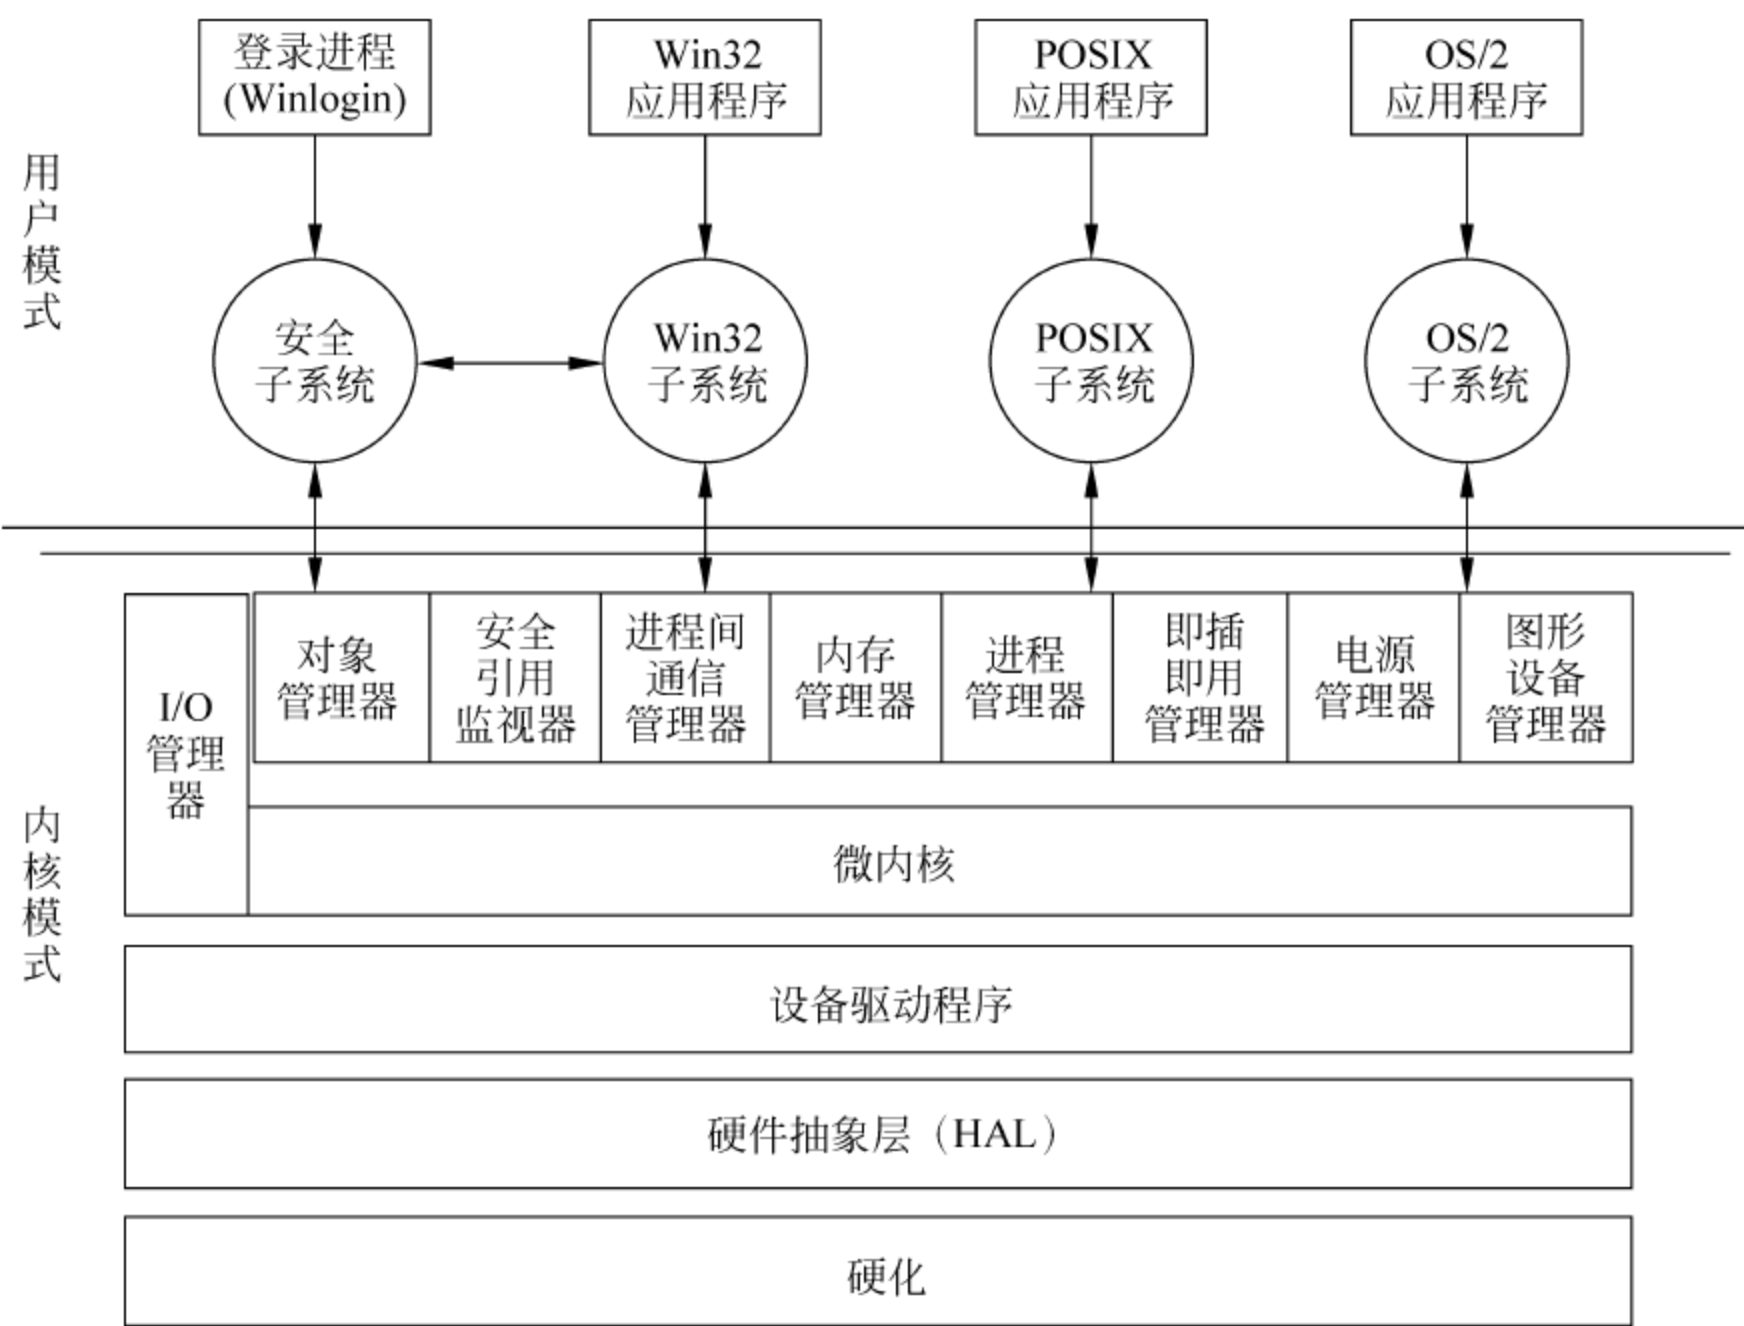 登录进程
(Winlogin)
Win32
应用程序
POSIX
应用程序
OS/2
应用程序
用户模式
安全
子系统
Win32
子系统
POSIX
子系统
OS/2
子系统
内核模式
I/O
管理
器
对象
管理器
安全
引用
监视器
进程间
通信
管理器
内存
管理器
进程
管理器
即插
即用
管理器
电源
管理器
图形
设备
管理器
微内核
设备驱动程序
硬件抽象层（HAL）
硬化